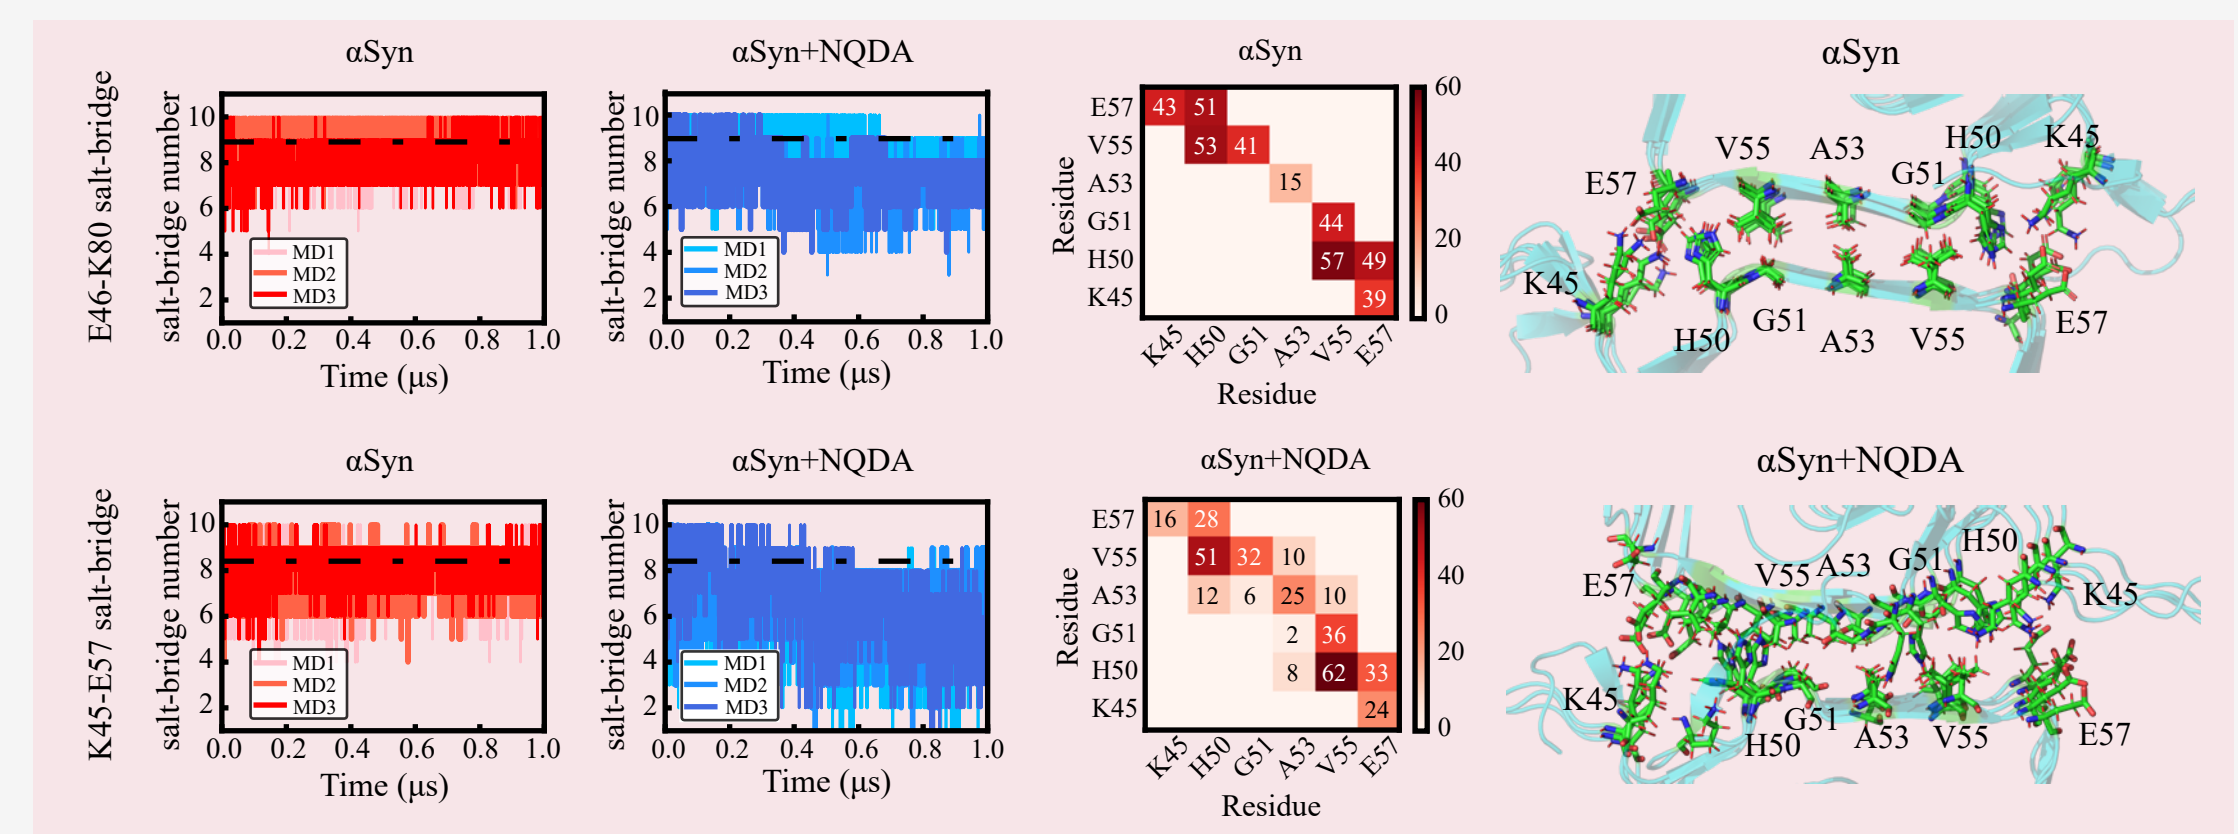 αSyn
αSyn+NQDA
αSyn
αSyn
E46-K80 salt-bridge
salt-bridge number
10
8
6
4
2
MD1
MD2
MD3
0.0 0.2 0.4 0.6 0.8 1.0
Time (μs)
salt-bridge number
10
8
6
4
2
MD1
MD2
MD3
0.0 0.2 0.4 0.6 0.8 1.0
Time (μs)
Residue
E57 43 51
V55 53 41
A53 15
G51 44
H50 57 49
K45 39
K45 H50 G51 A53 V55 E57
Residue
60
40
20
0
V55 A53 H50 K45
E57 G51
K45
H50 G51 A53 V55 E57
αSyn
αSyn+NQDA
αSyn+NQDA
αSyn+NQDA
K45-E57 salt-bridge
salt-bridge number
10
8
6
4
2
MD1
MD2
MD3
0.0 0.2 0.4 0.6 0.8 1.0
Time (μs)
salt-bridge number
10
8
6
4
2
MD1
MD2
MD3
0.0 0.2 0.4 0.6 0.8 1.0
Time (μs)
Residue
E57 16 28
V55 51 32 10
A53 12 6 25 10
G51 2 36
H50 8 62 33
K45 24
K45 H50 G51 A53 V55 E57
Residue
60
40
20
0
E57 V55 A53 G51 H50
K45
K45
H50 G51 A53 V55 E57